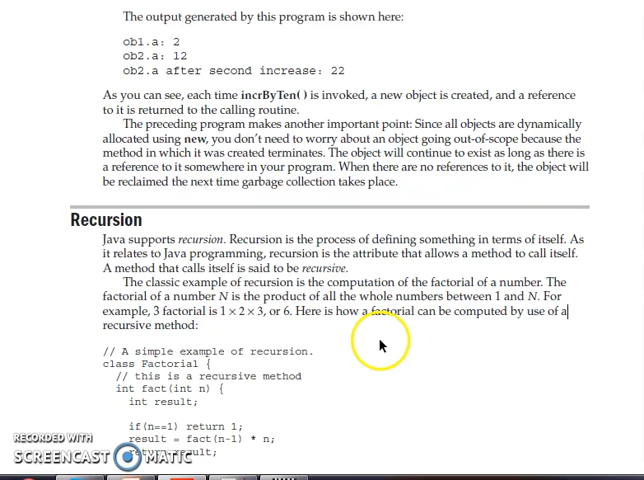 The output generated by this program is shown here:
ob1.a: 2
ob2.a: 12
ob2.a after second increase: 22
As you can see, each time incrByTen( ) is invoked, a new object is created, and a reference
to it is returned to the calling routine.
The preceding program makes another important point: Since all objects are dynamically
allocated using new, you don't need to worry about an object going out-of-scope because the
method in which it was created terminates. The object will continue to exist as long as there is
a reference to it somewhere in your program. When there are no references to it, the object will
be reclaimed the next time garbage collection takes place.
Recursion
Java supports recursion. Recursion is the process of defining something in terms of itself. As
it relates to Java programming, recursion is the attribute that allows a method to call itself.
A method that calls itself is said to be recursive.
The classic example of recursion is the computation of the factorial of a number. The
factorial of a number N is the product of all the whole numbers between 1 and N. For
example, 3 factorial is 1 × 2 × 3, or 6. Here is how a factorial can be computed by use of a
recursive method:
// A simple example of recursion.
class Factorial {
// this is a recursive method
int fact(int n) {
int result;
if(n==1) return 1;
result = fact(n-1) * n;
return result;
RECORDED WITH
SCREENCAST MATIC